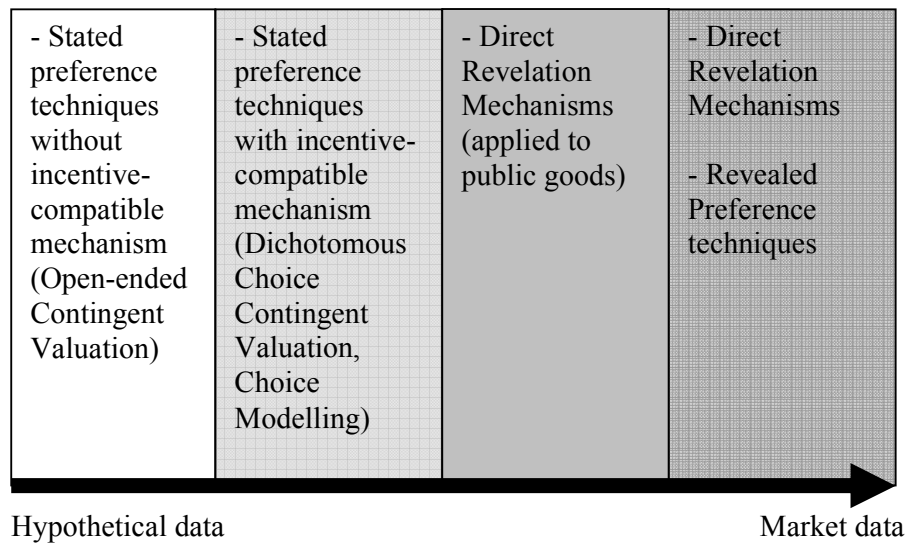 - Stated
preference
techniques
without
incentive-
compatible
mechanism
(Open-ended
Contingent
Valuation)
- Stated
preference
techniques
with incentive-
compatible
mechanism
(Dichotomous
Choice
Contingent
Valuation,
Choice
Modelling)
- Direct
Revelation
Mechanisms
(applied to
public goods)
- Direct
Revelation
Mechanisms
- Revealed
Preference
techniques
Hypothetical data
Market data